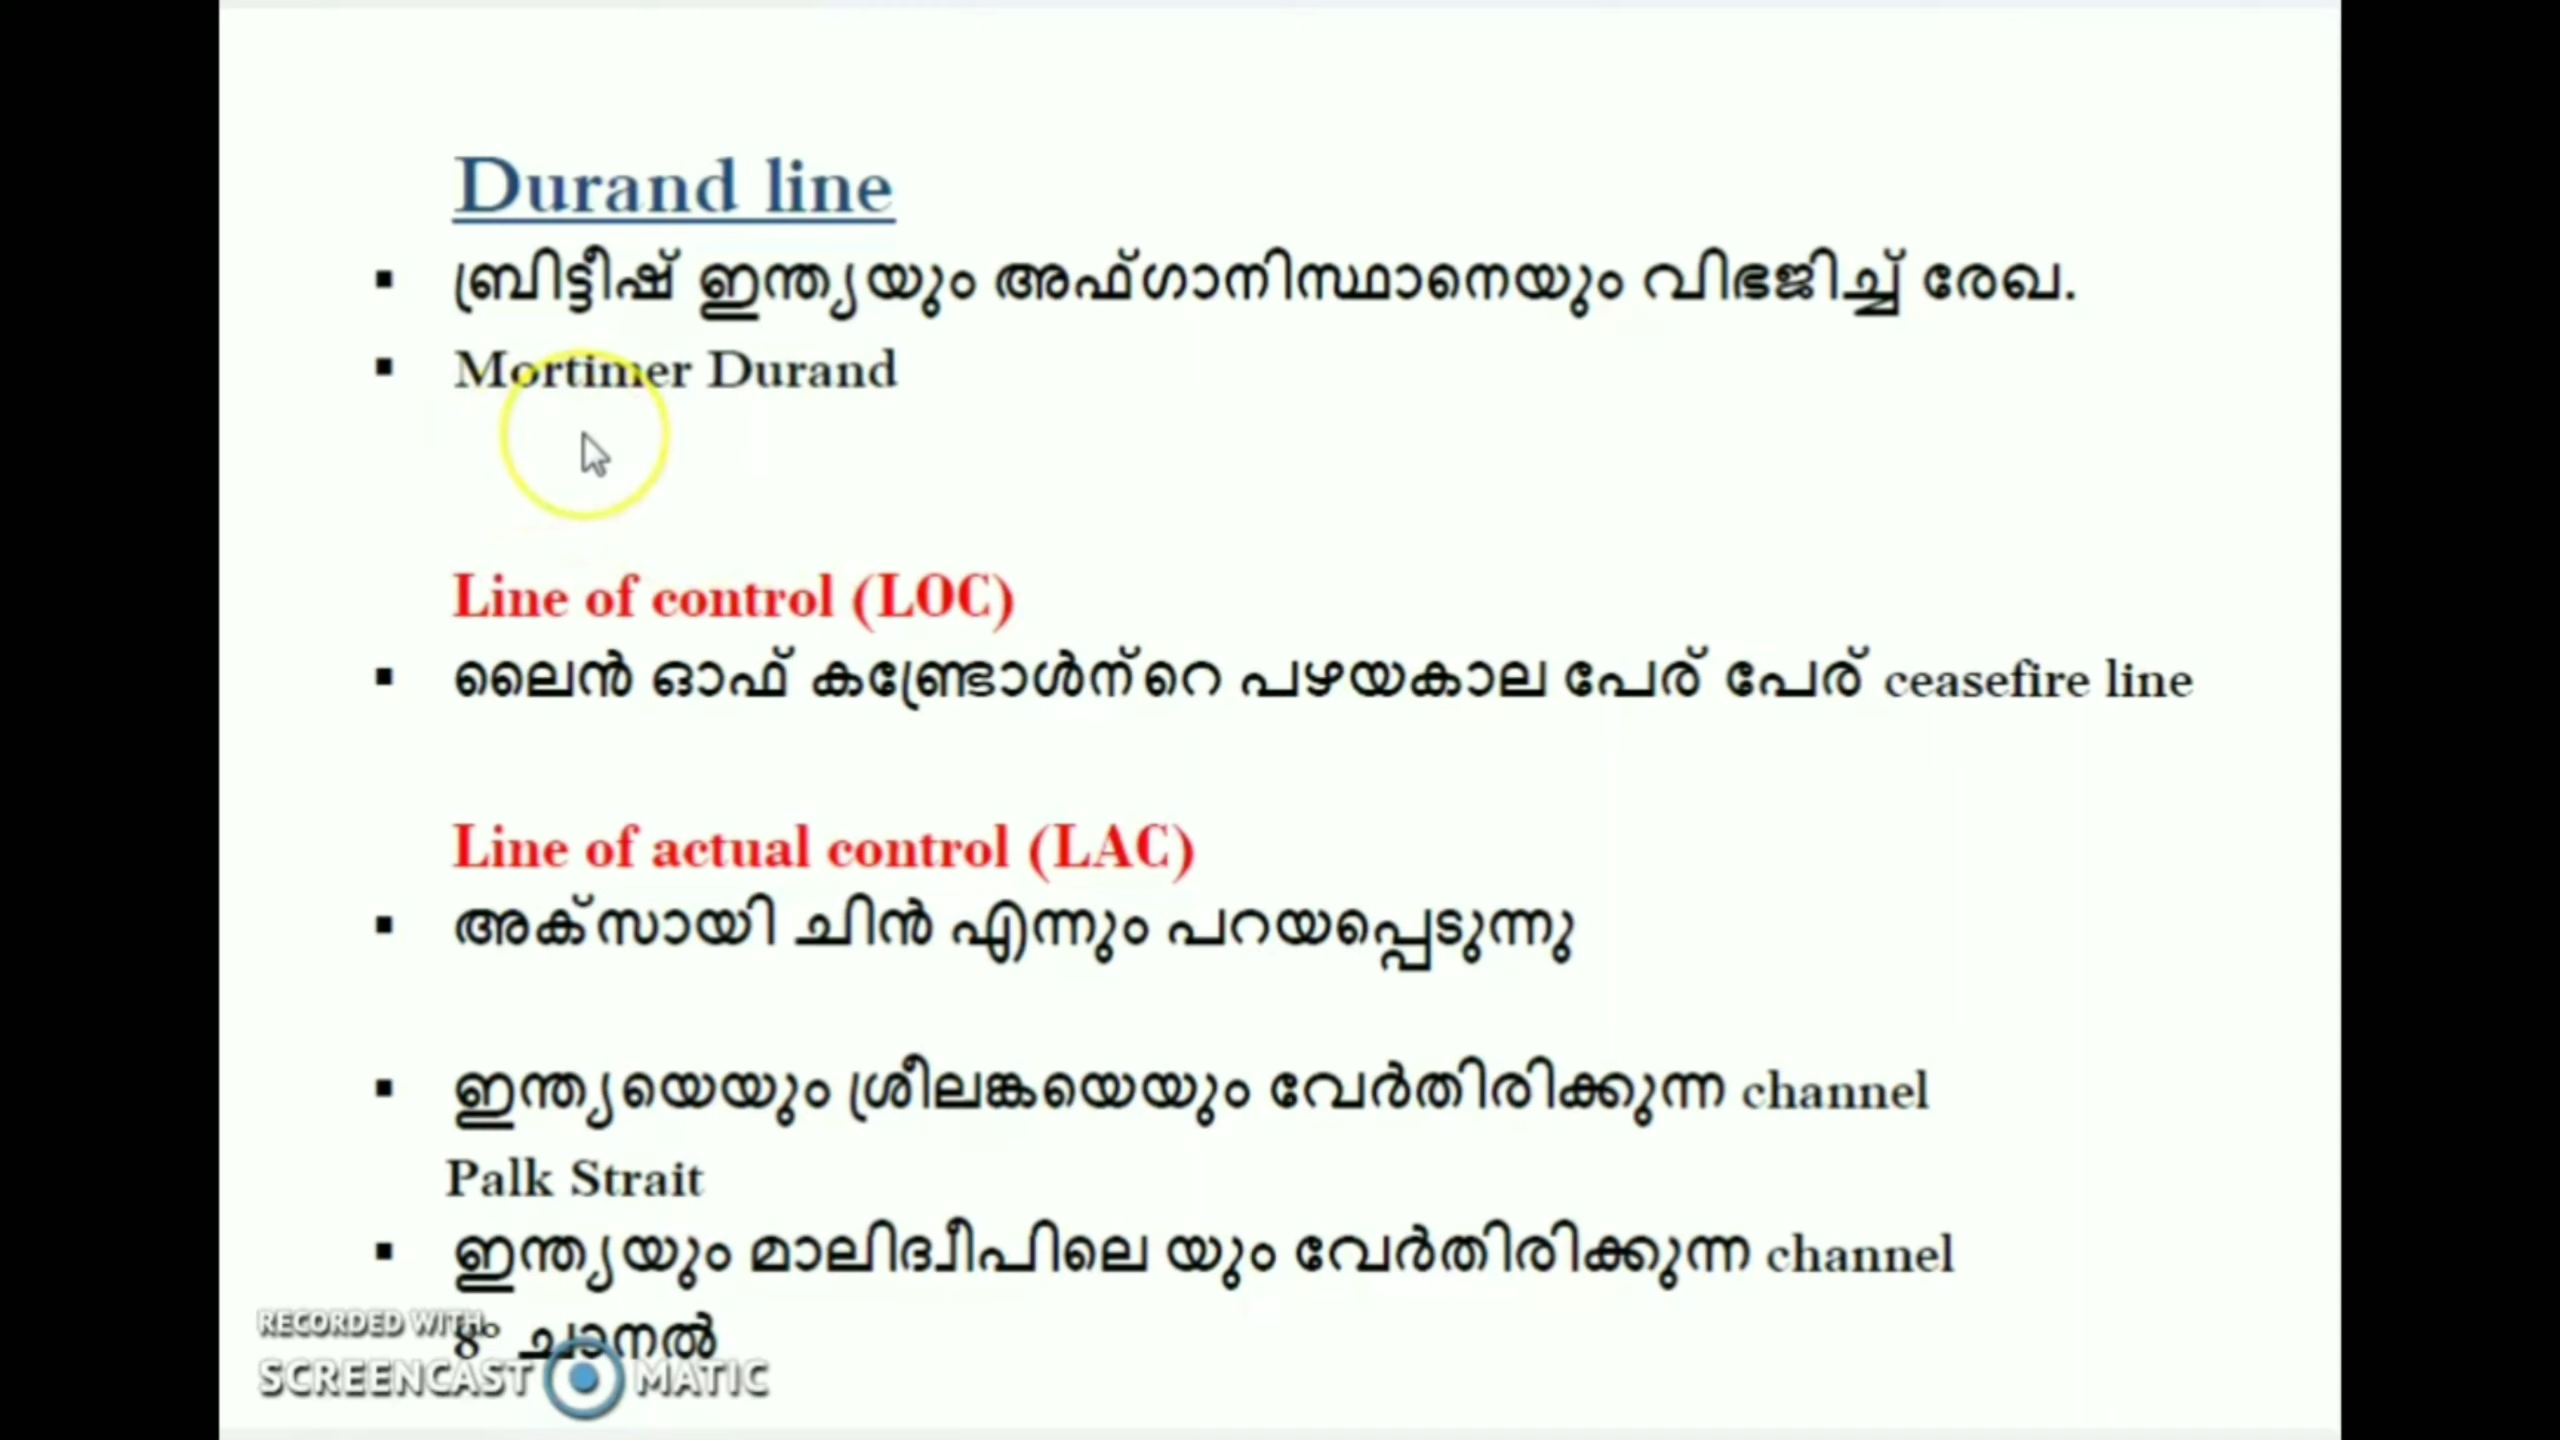 Durand line
▪ ബ്രിട്ടീഷ് ഇന്ത്യയും അഫ്ഗാനിസ്ഥാനെയും വിഭജിച്ച് രേഖ.
▪ Mortimer Durand
Line of control (LOC)
▪ ലൈൻ ഓഫ് കണ്ട്രോൾന്റെ പഴയകാല പേര് പേര് ceasefire line
Line of actual control (LAC)
▪ അക്സായി ചിൻ എന്നും പറയപ്പെടുന്നു
▪ ഇന്ത്യയെയും ശ്രീലങ്കയെയും വേർതിരിക്കുന്ന channel
Palk Strait
▪ ഇന്ത്യയും മാലിദ്വീപിലെ യും വേർതിരിക്കുന്ന channel
8° ചാനൽ
RECORDED WITH
SCREENCAST MATIC